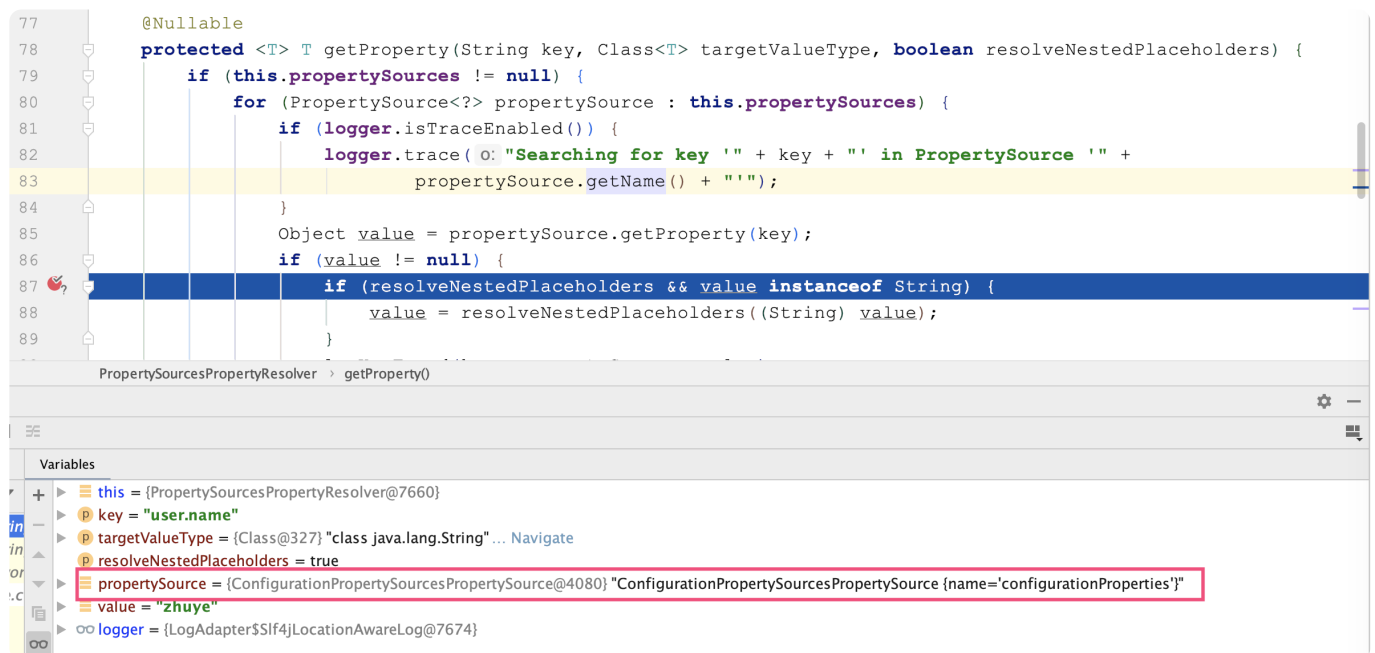 77 @Nullable
78 protected <T> T getProperty(String key, Class<T> targetValueType, boolean resolveNestedPlaceholders) {
79 if (this.propertySources != null) {
80 for (PropertySource<?> propertySource : this.propertySources) {
81 if (logger.isTraceEnabled()) {
82 logger.trace( o: "Searching for key '" + key + "' in PropertySource '" +
83 propertySource.getName() + "'");
84 }
85 Object value = propertySource.getProperty(key);
86 if (value != null) {
87 if (resolveNestedPlaceholders && value instanceof String) {
88 value = resolveNestedPlaceholders((String) value);
89 }
PropertySourcesPropertyResolver › getProperty()
Variables
this = {PropertySourcesPropertyResolver@7660}
key = "user.name"
targetValueType = {Class@327} "class java.lang.String"... Navigate
resolveNestedPlaceholders = true
propertySource = {ConfigurationPropertySourcesPropertySource@4080} "ConfigurationPropertySourcesPropertySource {name='configurationProperties'}"
value = "zhuye"
logger = {LogAdapter$Slf4jLocationAwareLog@7674}